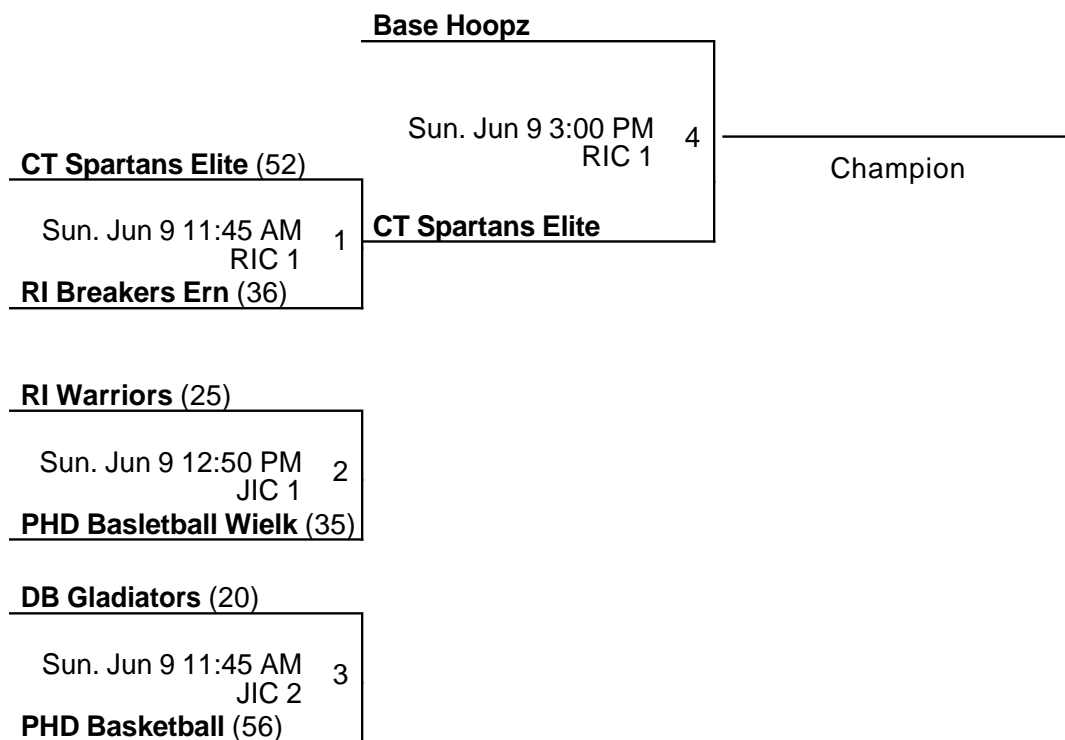 Base Hoopz
Sun. Jun 9 3:00 PM
RIC 1
4
Champion
CT Spartans Elite (52)
Sun. Jun 9 11:45 AM
RIC 1
1
CT Spartans Elite
RI Breakers Ern (36)
RI Warriors (25)
Sun. Jun 9 12:50 PM
JIC 1
2
PHD Basletball Wielk (35)
DB Gladiators (20)
Sun. Jun 9 11:45 AM
JIC 2
3
PHD Basketball (56)